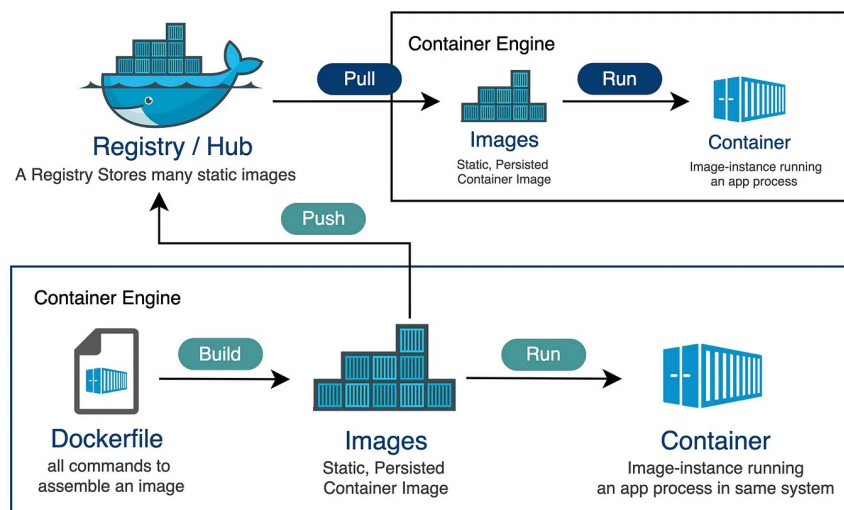 Container Engine
Pull
Run
Registry / Hub
A Registry Stores many static images
Images
Static, Persisted
Container Image
Container
Image-instance running
an app process
Push
Container Engine
Build
Run
Dockerfile
all commands to
assemble an image
Images
Static, Persisted
Container Image
Container
Image-instance running
an app process in same system